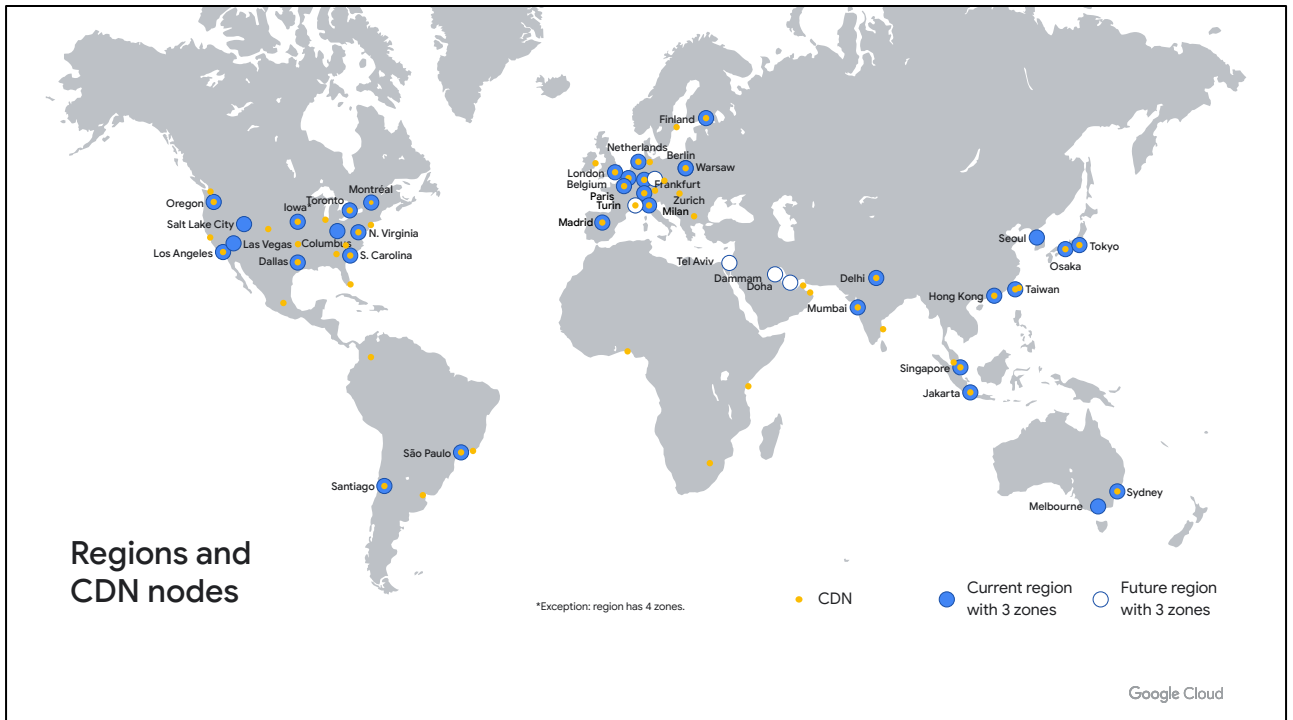 Finland
Netherlands
Berlin
London
Warsaw
Belgium
Frankfurt
Paris
Zurich
Turin
Milan
Madrid
Montréal
Toronto
Oregon
Iowa*
Salt Lake City
N. Virginia
Las Vegas
Columbus
Los Angeles
S. Carolina
Dallas
Seoul
Tokyo
Osaka
Tel Aviv
Dammam
Doha
Delhi
Taiwan
Hong Kong
Mumbai
Singapore
Jakarta
São Paulo
Santiago
Sydney
Melbourne
Regions and
CDN nodes
*Exception: region has 4 zones.
CDN
Current region
with 3 zones
Future region
with 3 zones
Google Cloud